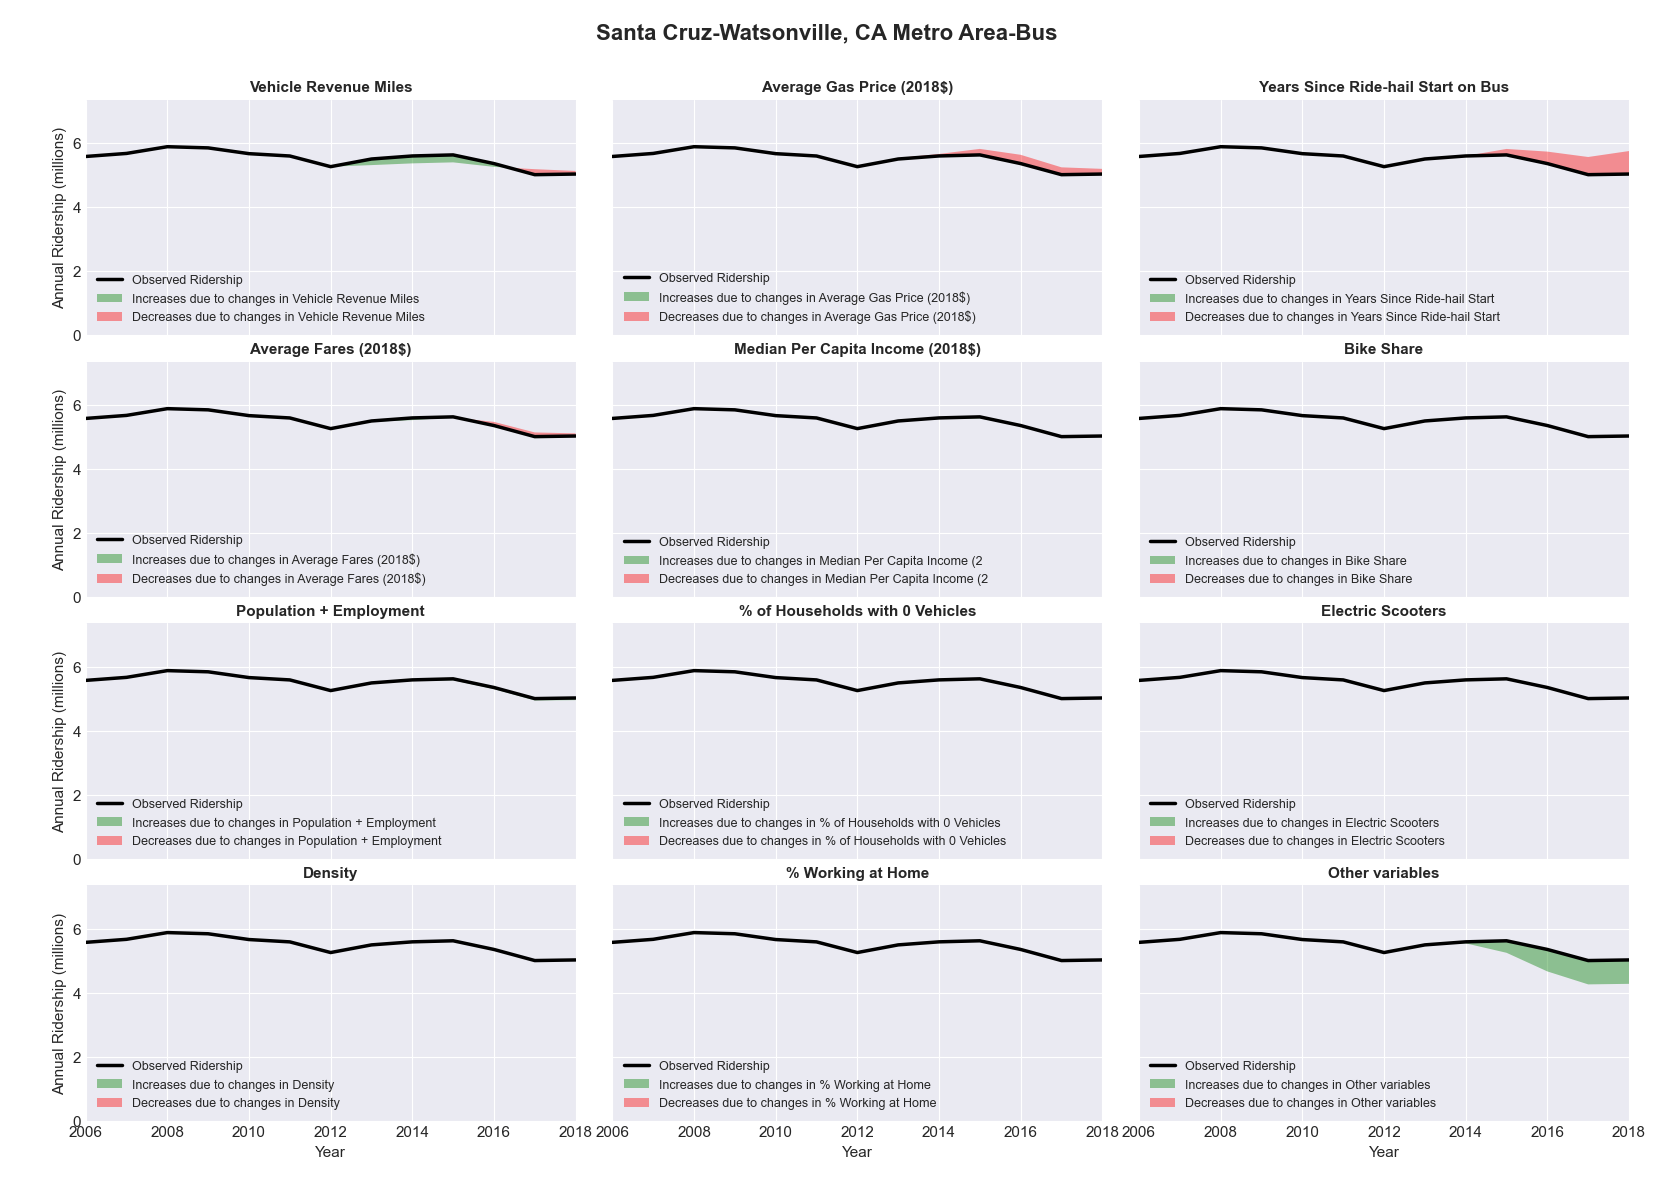 Santa Cruz-Watsonville, CA Metro Area-Bus
Vehicle Revenue Miles
Annual Ridership (millions)
6
4
2
0
Observed Ridership
Increases due to changes in Vehicle Revenue Miles
Decreases due to changes in Vehicle Revenue Miles
Average Gas Price (2018$)
Observed Ridership
Increases due to changes in Average Gas Price (2018$)
Decreases due to changes in Average Gas Price (2018$)
Years Since Ride-hail Start on Bus
Observed Ridership
Increases due to changes in Years Since Ride-hail Start
Decreases due to changes in Years Since Ride-hail Start
Average Fares (2018$)
Annual Ridership (millions)
6
4
2
0
Observed Ridership
Increases due to changes in Average Fares (2018$)
Decreases due to changes in Average Fares (2018$)
Median Per Capita Income (2018$)
Observed Ridership
Increases due to changes in Median Per Capita Income (2
Decreases due to changes in Median Per Capita Income (2
Bike Share
Observed Ridership
Increases due to changes in Bike Share
Decreases due to changes in Bike Share
Population + Employment
Annual Ridership (millions)
6
4
2
0
Observed Ridership
Increases due to changes in Population + Employment
Decreases due to changes in Population + Employment
% of Households with 0 Vehicles
Observed Ridership
Increases due to changes in % of Households with 0 Vehicles
Decreases due to changes in % of Households with 0 Vehicles
Electric Scooters
Observed Ridership
Increases due to changes in Electric Scooters
Decreases due to changes in Electric Scooters
Density
Annual Ridership (millions)
6
4
2
0
Observed Ridership
Increases due to changes in Density
Decreases due to changes in Density
2006 2008 2010 2012 2014 2016 2018
Year
% Working at Home
Observed Ridership
Increases due to changes in % Working at Home
Decreases due to changes in % Working at Home
2006 2008 2010 2012 2014 2016 2018
Year
Other variables
Observed Ridership
Increases due to changes in Other variables
Decreases due to changes in Other variables
2006 2008 2010 2012 2014 2016 2018
Year